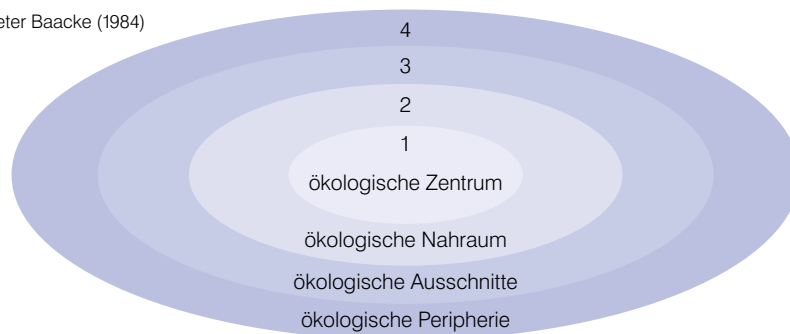 eter Baacke (1984)
4
3
2
1
ökologische Zentrum
ökologische Nahraum
ökologische Ausschnitte
ökologische Peripherie